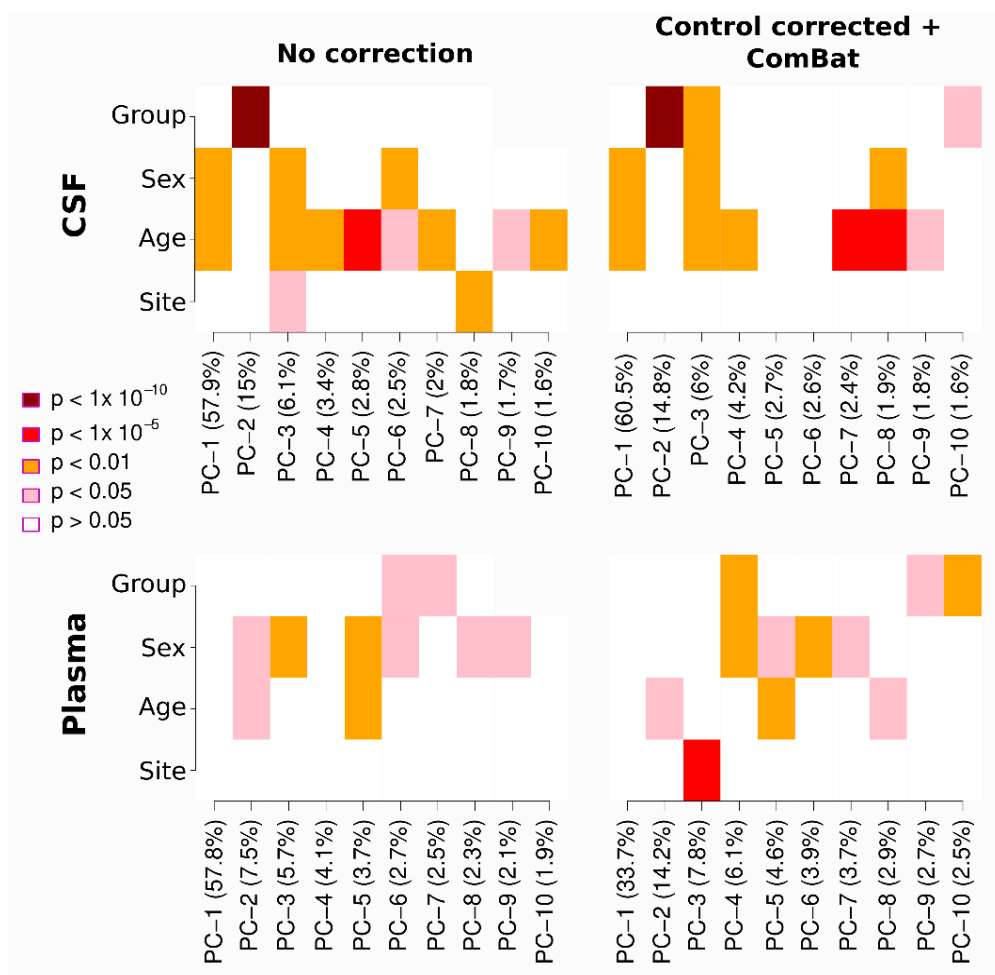 No correction
Control corrected +
ComBat
CSF
Group
Sex
Age
Site
PC−1 (57.9%)
PC−2 (15%)
PC−3 (6.1%)
PC−4 (3.4%)
PC−5 (2.8%)
PC−6 (2.5%)
PC−7 (2%)
PC−8 (1.8%)
PC−9 (1.7%)
PC−10 (1.6%)
PC−1 (60.5%)
PC−2 (14.8%)
PC−3 (6%)
PC−4 (4.2%)
PC−5 (2.7%)
PC−6 (2.6%)
PC−7 (2.4%)
PC−8 (1.9%)
PC−9 (1.8%)
PC−10 (1.6%)
p < 1x 10⁻¹⁰
p < 1x 10⁻⁵
p < 0.01
p < 0.05
p > 0.05
Plasma
Group
Sex
Age
Site
PC−1 (57.8%)
PC−2 (7.5%)
PC−3 (5.7%)
PC−4 (4.1%)
PC−5 (3.7%)
PC−6 (2.7%)
PC−7 (2.5%)
PC−8 (2.3%)
PC−9 (2.1%)
PC−10 (1.9%)
PC−1 (33.7%)
PC−2 (14.2%)
PC−3 (7.8%)
PC−4 (6.1%)
PC−5 (4.6%)
PC−6 (3.9%)
PC−7 (3.7%)
PC−8 (2.9%)
PC−9 (2.7%)
PC−10 (2.5%)